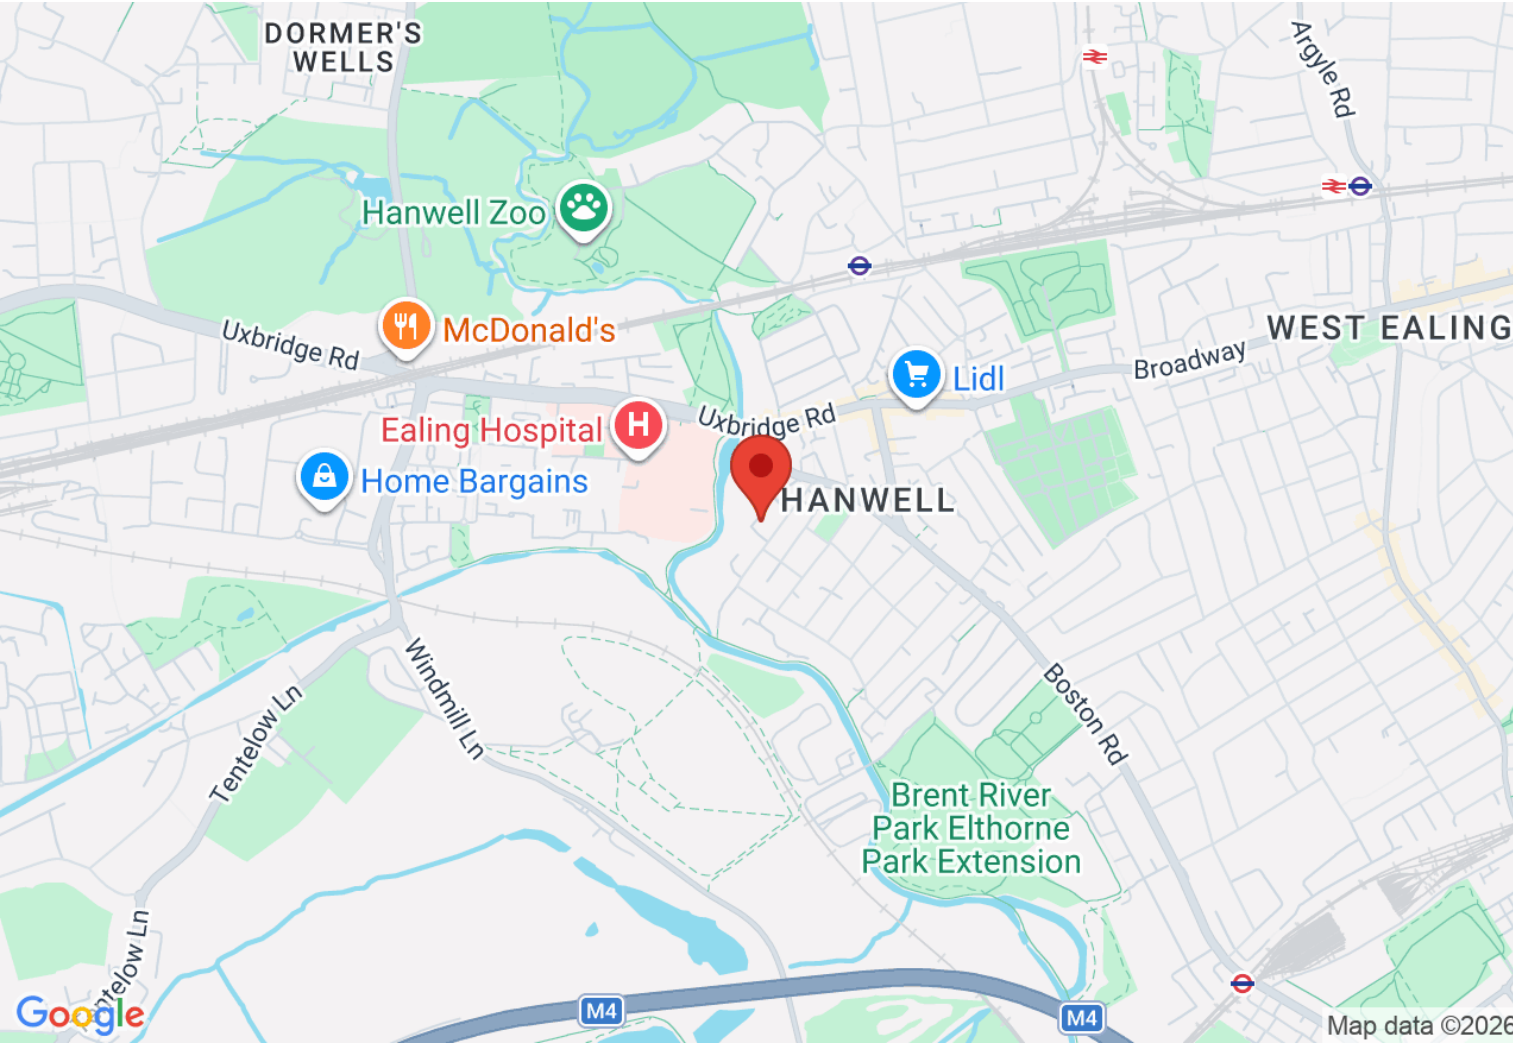 DORMER'S
WELLS
Argyle Rd
Hanwell Zoo
Uxbridge Rd
McDonald's
WEST EALING
Broadway
Lidl
Uxbridge Rd
Ealing Hospital
H
Home Bargains
HANWELL
Windmill Ln
Tentelow Ln
Boston Rd
Brent River
Park Elthorne
Park Extension
Tentelow Ln
M4
M4
Google
Map data ©2026